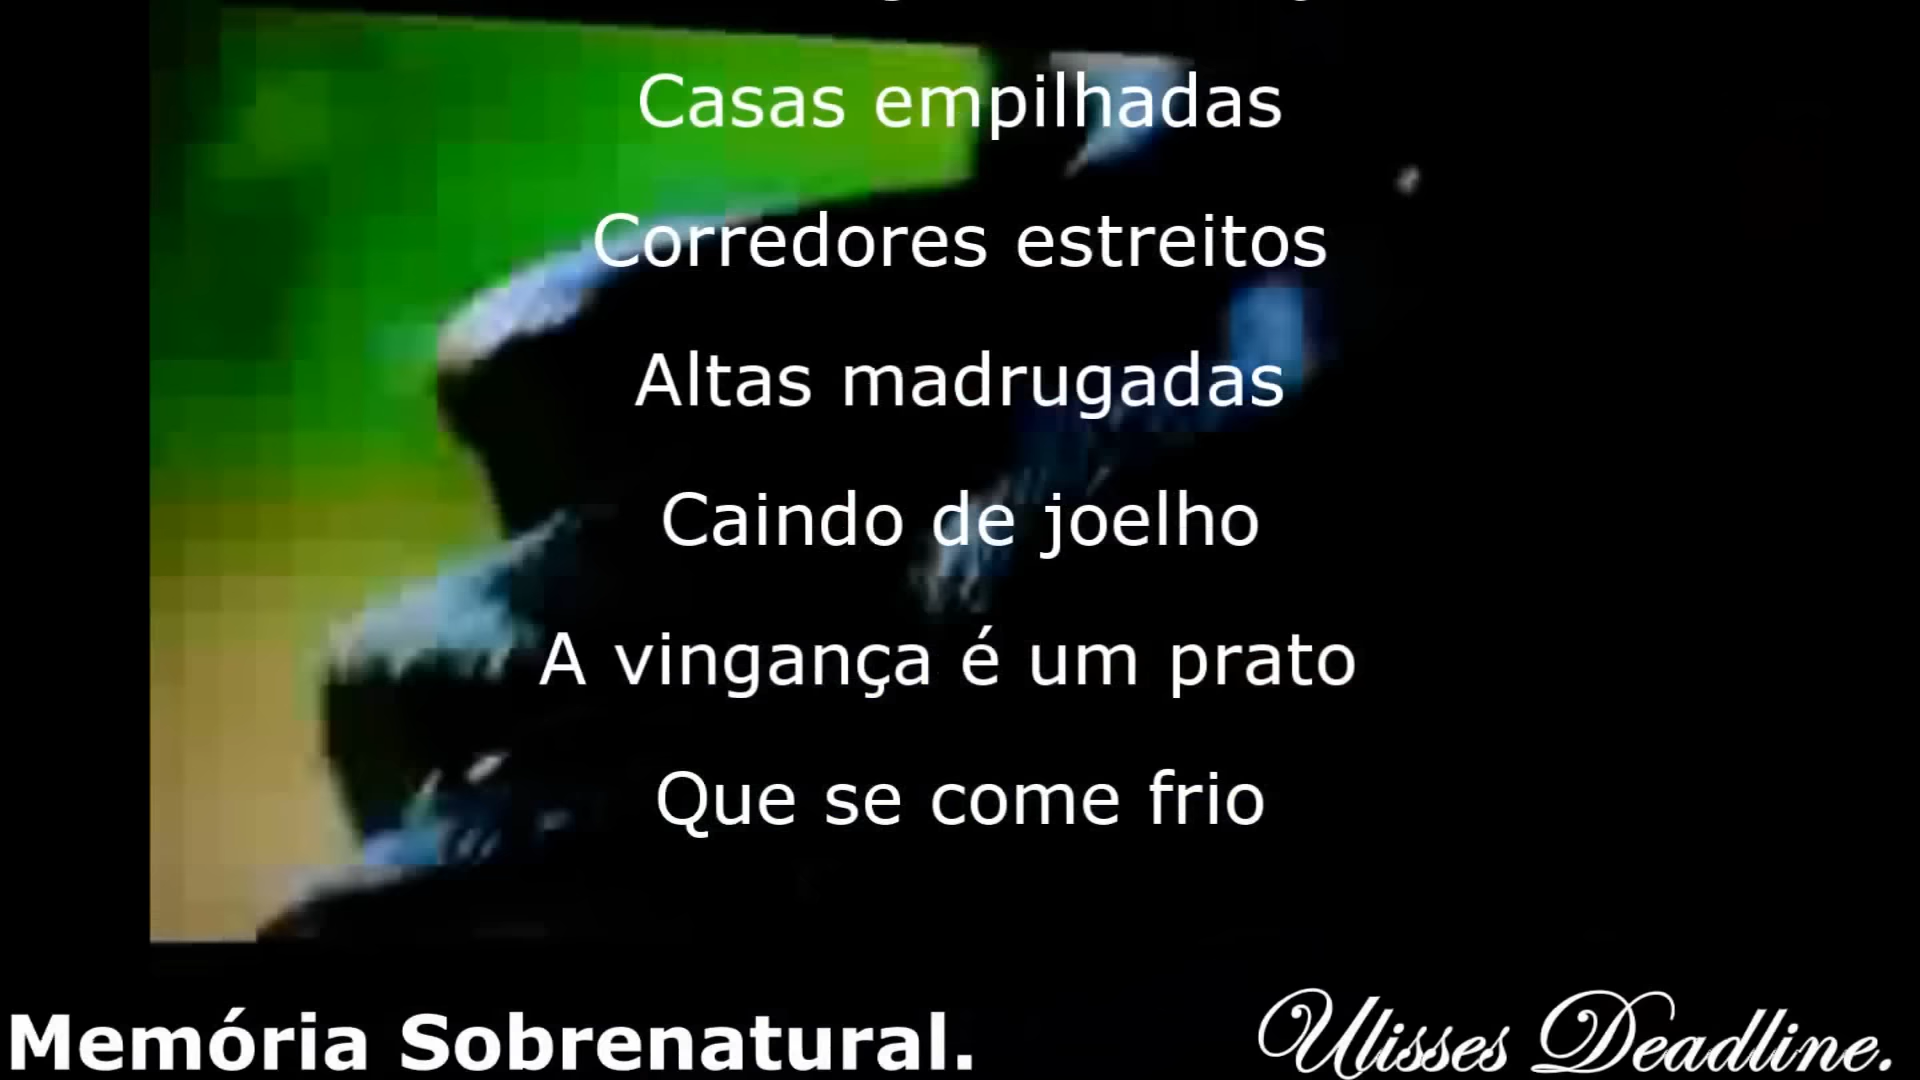 Casas empilhadas
Corredores estreitos
Altas madrugadas
Caindo de joelho
A vingança é um prato
Que se come frio
Memória Sobrenatural.
Ulisses Deadline.